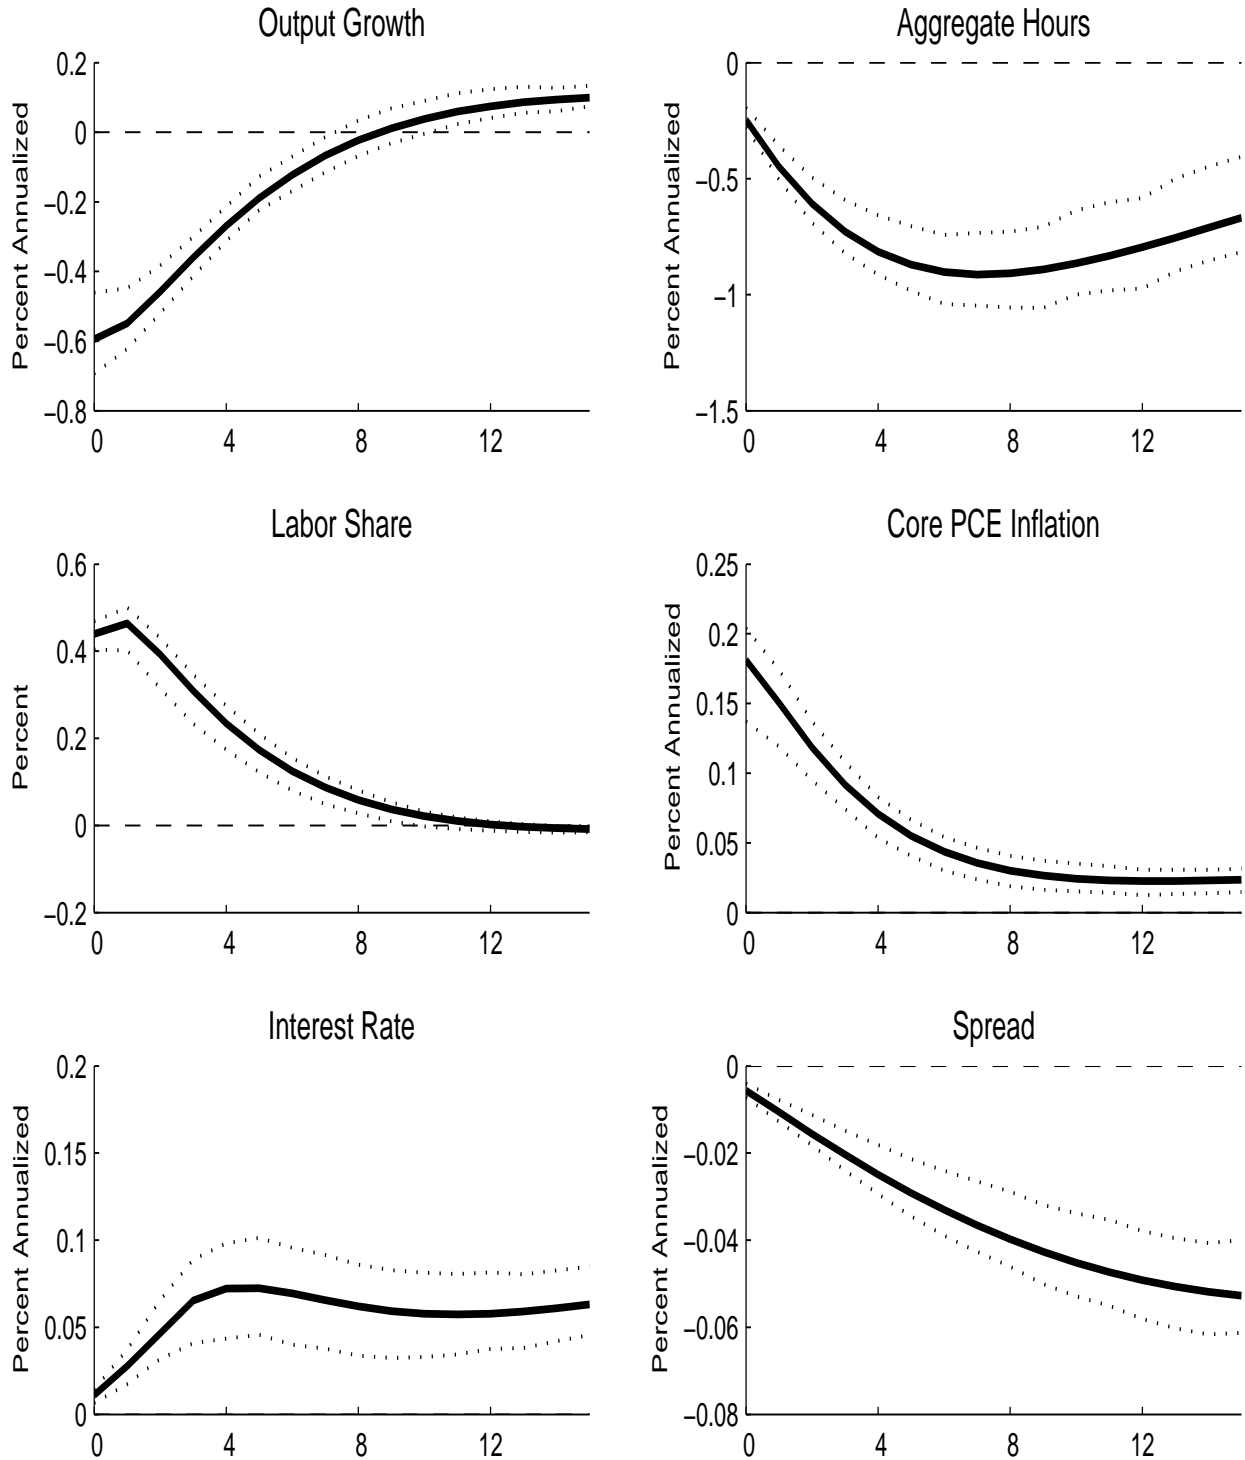 Output Growth
Percent Annualized
0.2
0
−0.2
−0.4
−0.6
−0.8
0 4 8 12
Aggregate Hours
Percent Annualized
0
−0.5
−1
−1.5
0 4 8 12
Labor Share
Percent
0.6
0.4
0.2
0
−0.2
0 4 8 12
Core PCE Inflation
Percent Annualized
0.25
0.2
0.15
0.1
0.05
0
0 4 8 12
Interest Rate
Percent Annualized
0.2
0.15
0.1
0.05
0
0 4 8 12
Spread
Percent Annualized
0
−0.02
−0.04
−0.06
−0.08
0 4 8 12